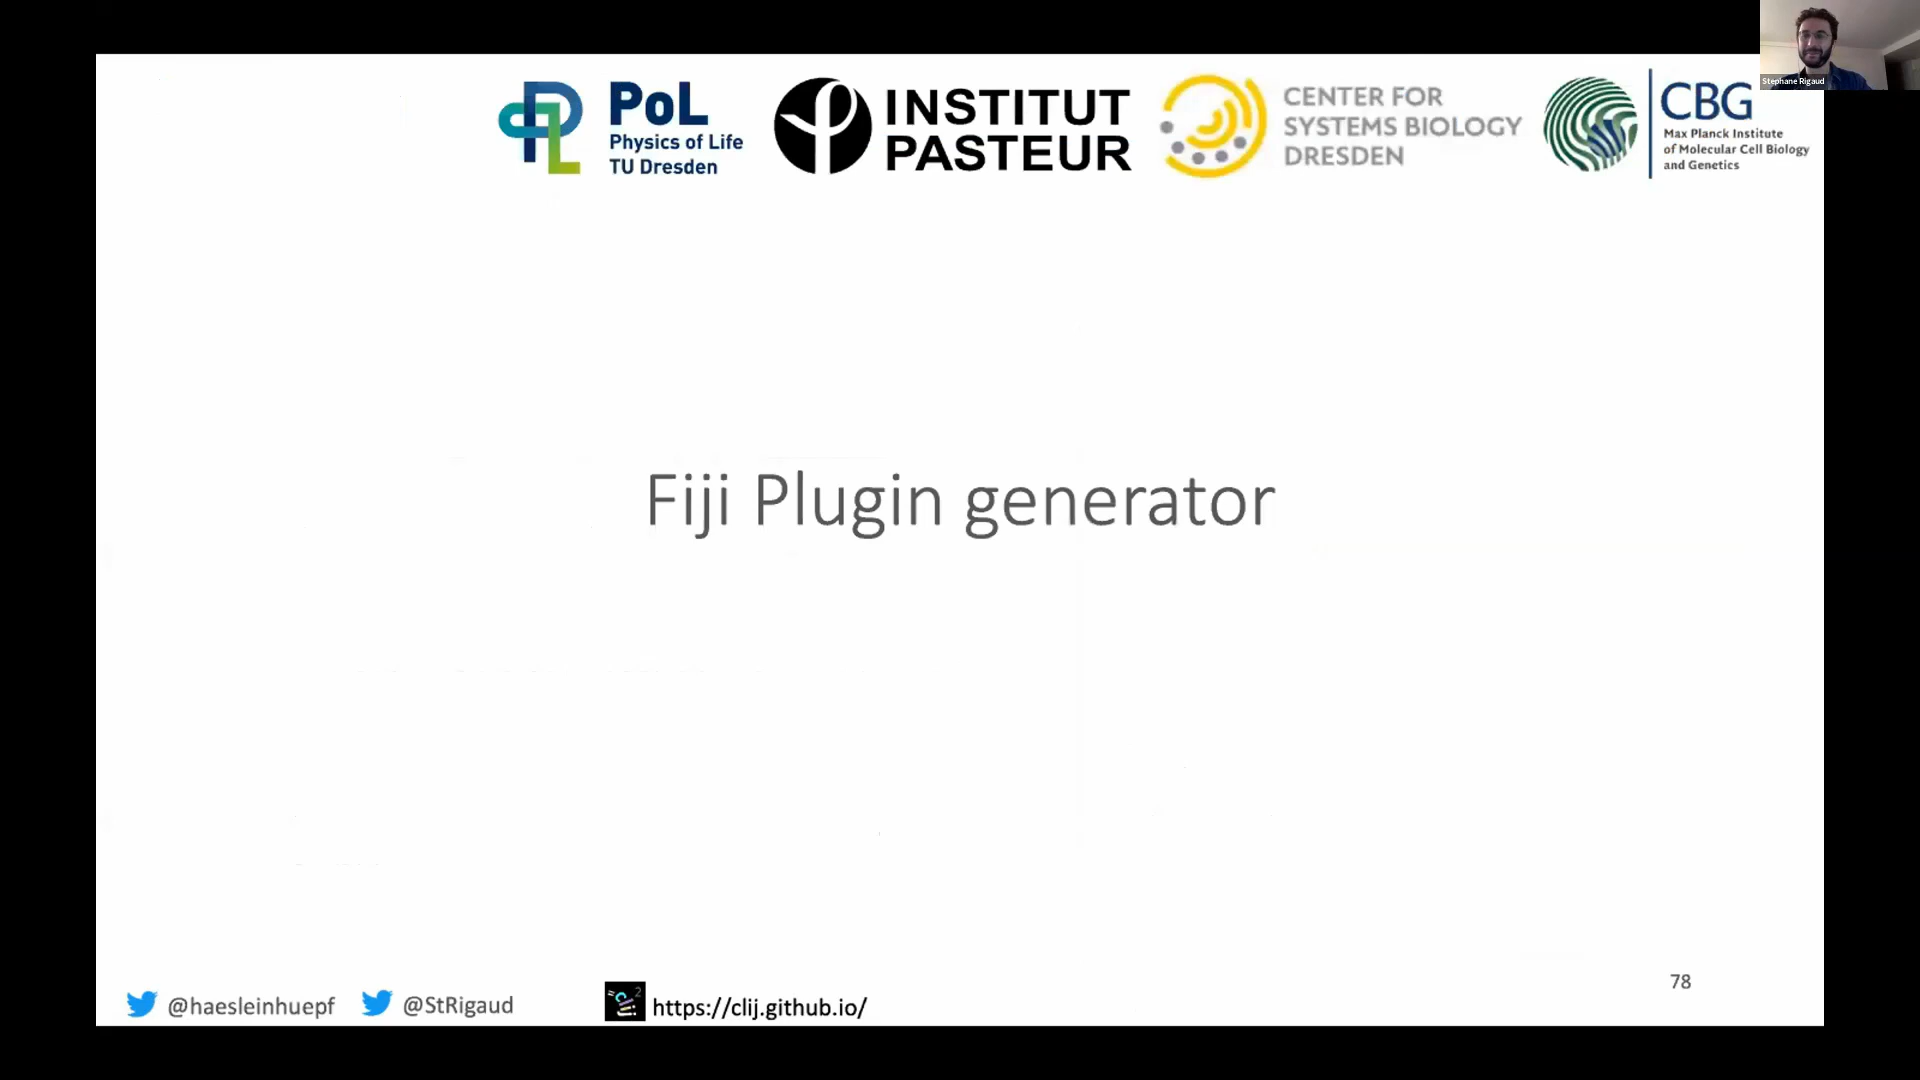 Stephane Rigaud
PoL
Physics of Life
TU Dresden
INSTITUT
PASTEUR
CENTER FOR
SYSTEMS BIOLOGY
DRESDEN
CBG
Max Planck Institute
of Molecular Cell Biology
and Genetics
Fiji Plugin generator
78
@haesleinhuepf
@StRigaud
https://clij.github.io/